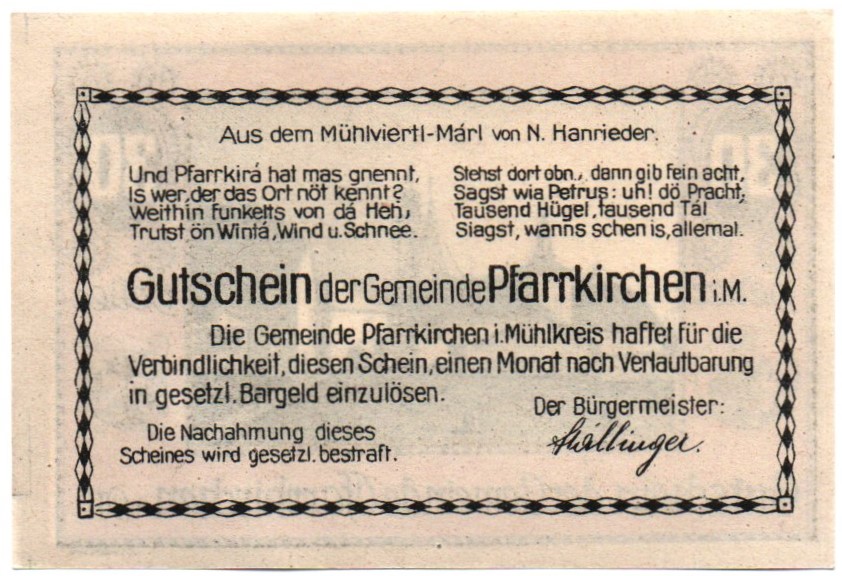 Aus dem Mühlviertl-Márl von N. Hanrieder.
Und Pfarrkirá hat mas gnennt,
Is wer, der das Ort nöt kennt?
Weithin funkelts von dá Heh,
Trutst ön Wintá, Wind u. Schnee.
Stehst dort obn, dann gib fein acht,
Sagst wia Petrus: uh! dö Pracht,
Tausend Hügel, tausend Tál
Siagst, wanns schen is, allemal.
Gutschein der Gemeinde Pfarrkirchen i.M.
Die Gemeinde Pfarrkirchen i. Mühlkreis haftet für die
Verbindlichkeit, diesen Schein, einen Monat nach Verlautbarung
in gesetzl. Bargeld einzulösen.
Der Bürgermeister:
Die Nachahmung dieses
Scheines wird gesetzl. bestraft.